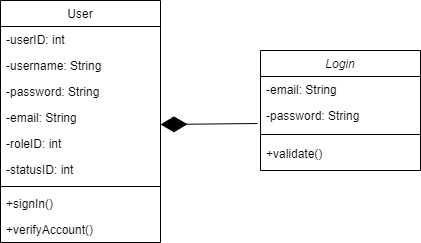 User
-userID: int
-username: String
-password: String
-email: String
-roleID: int
-statusID: int
+signIn()
+verifyAccount()
Login
-email: String
-password: String
+validate()